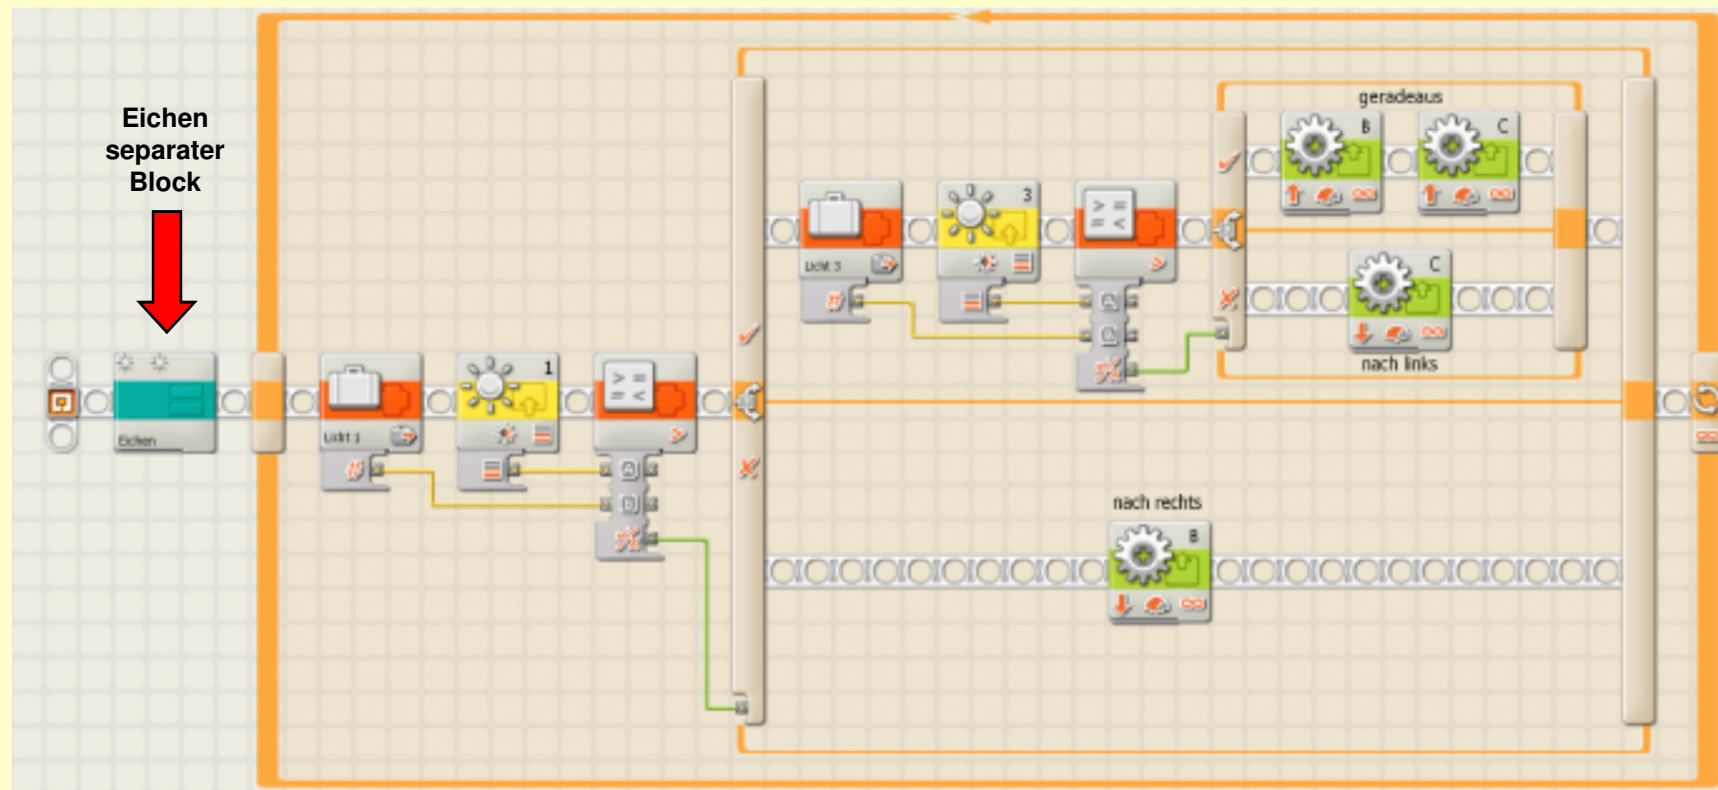 Eichen
separater
Block
geradeaus
B
C
3
Licht 3
C
nach links
1
Eichen
Licht 1
A
B
nach rechts
B